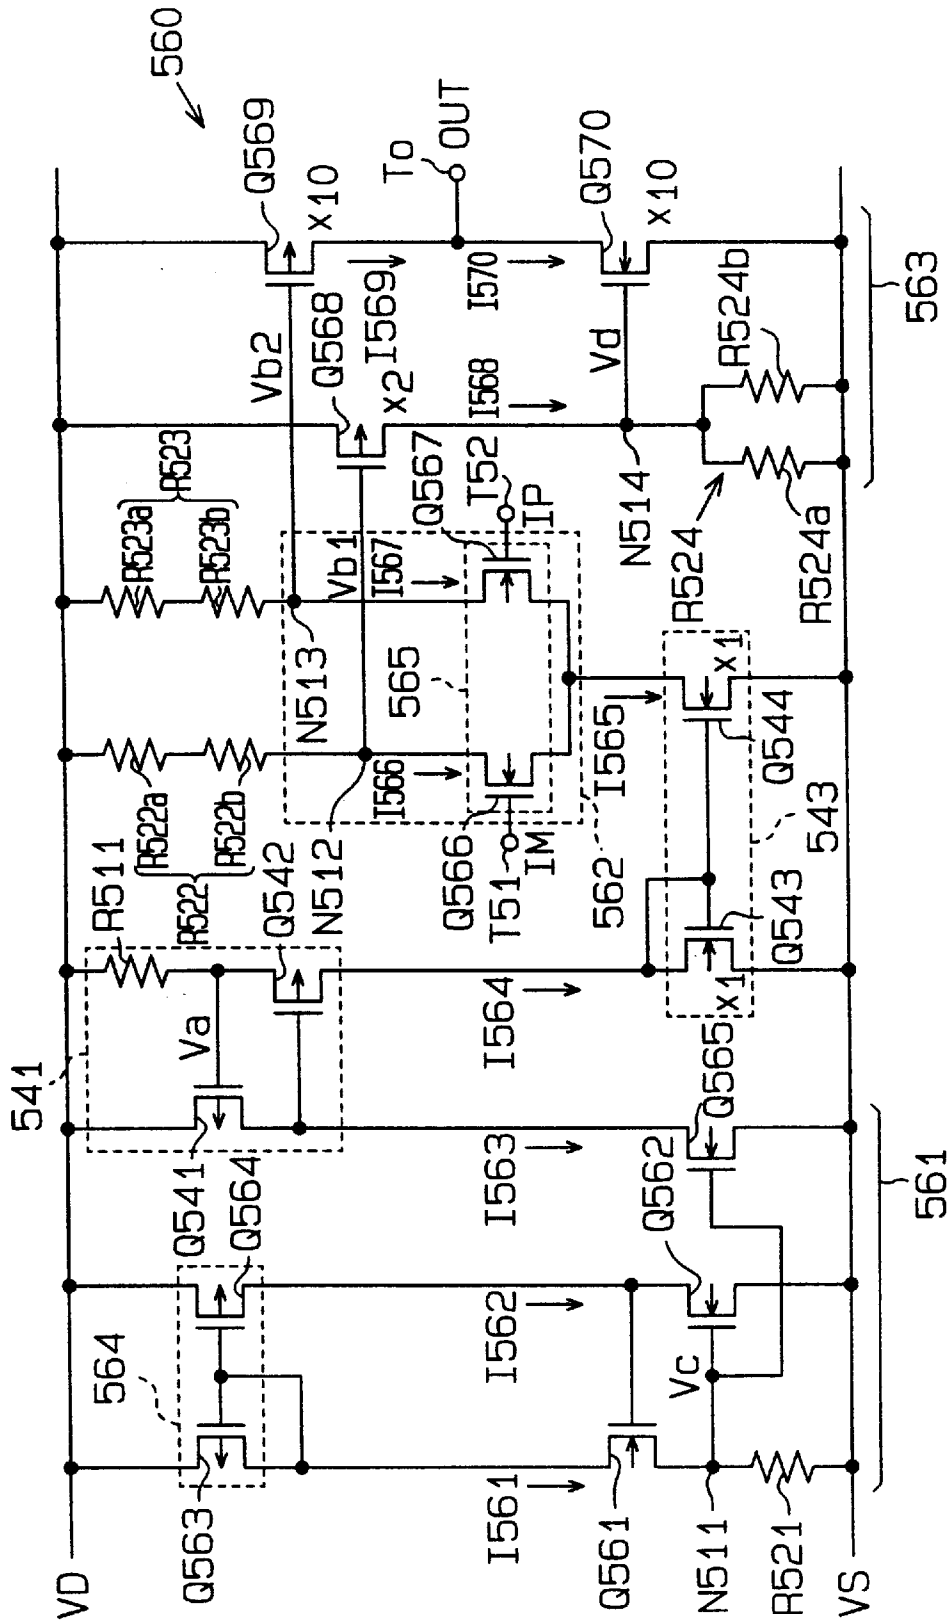 560
VD
VS
Q563
564
Q541
Q564
541
Va
R511
Q542
R522
R522a
R522b
N512
N513
R523a
R523b
R523
Vb2
Vb1
Q568
x2
Q569
x10
I569
To
OUT
I570
Q570
x10
Vd
I568
I567
Q567
T52
IP
565
I566
Q566
T51
IM
562
I565
I564
I563
I562
I561
Q561
N511
R521
Vc
Q562
Q565
561
x1
Q543
543
Q544
x1
N514
R524
R524a
R524b
563